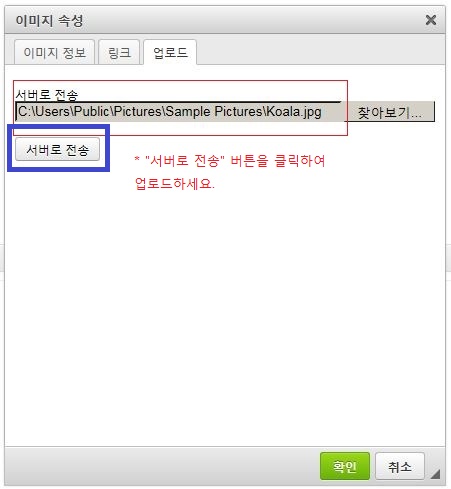 이미지 속성
이미지 정보 링크 업로드
서버로 전송
C:\Users\Public\Pictures\Sample Pictures\Koala.jpg 찾아보기...
서버로 전송
* "서버로 전송" 버튼을 클릭하여
업로드하세요.
확인 취소